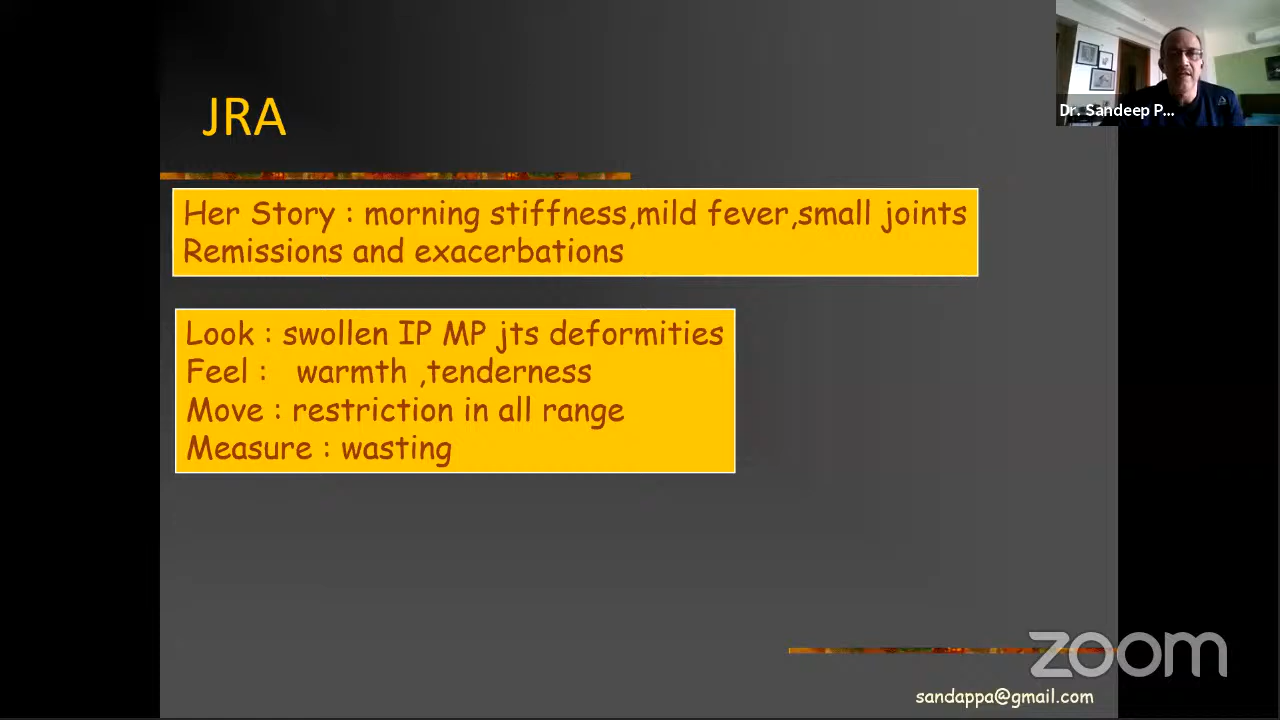 JRA
Dr. Sandeep P...
Her Story : morning stiffness,mild fever,small joints
Remissions and exacerbations
Look : swollen IP MP jts deformities
Feel : warmth ,tenderness
Move : restriction in all range
Measure : wasting
zoom
sandappa@gmail.com